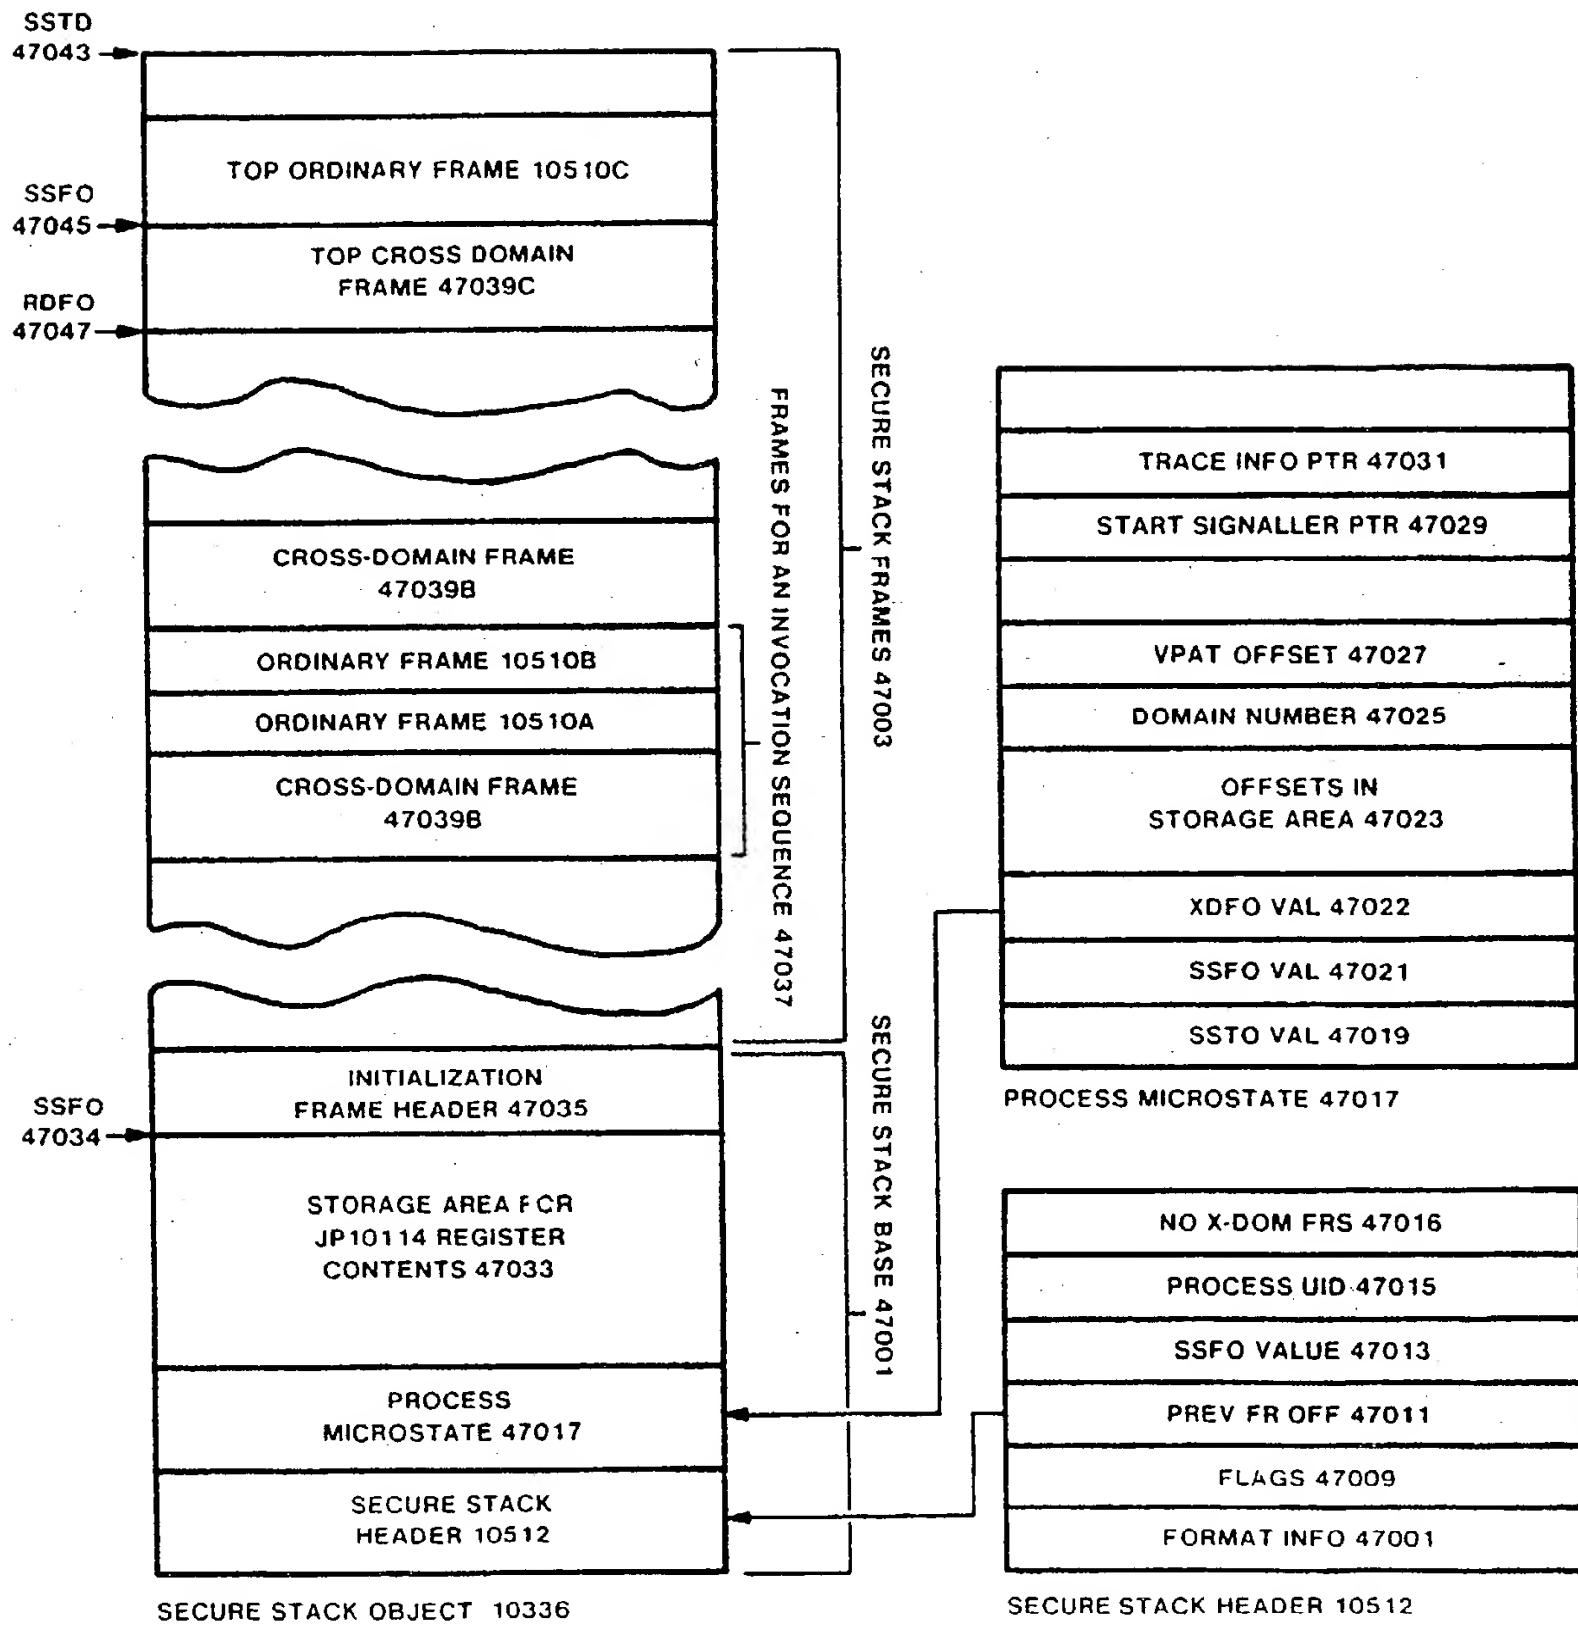 SSTD
47043
TOP ORDINARY FRAME 10510C
SSFO
47045
TOP CROSS DOMAIN
FRAME 47039C
RDFO
47047
CROSS-DOMAIN FRAME
47039B
ORDINARY FRAME 10510B
ORDINARY FRAME 10510A
CROSS-DOMAIN FRAME
47039B
INITIALIZATION
FRAME HEADER 47035
SSFO
47034
STORAGE AREA FCR
JP10114 REGISTER
CONTENTS 47033
PROCESS
MICROSTATE 47017
SECURE STACK
HEADER 10512
SECURE STACK OBJECT 10336
FRAMES FOR AN INVOCATION SEQUENCE 47037
SECURE STACK FRAMES 47003
SECURE STACK BASE 47001
TRACE INFO PTR 47031
START SIGNALLER PTR 47029
VPAT OFFSET 47027
DOMAIN NUMBER 47025
OFFSETS IN
STORAGE AREA 47023
XDFO VAL 47022
SSFO VAL 47021
SSTO VAL 47019
PROCESS MICROSTATE 47017
NO X-DOM FRS 47016
PROCESS UID 47015
SSFO VALUE 47013
PREV FR OFF 47011
FLAGS 47009
FORMAT INFO 47001
SECURE STACK HEADER 10512